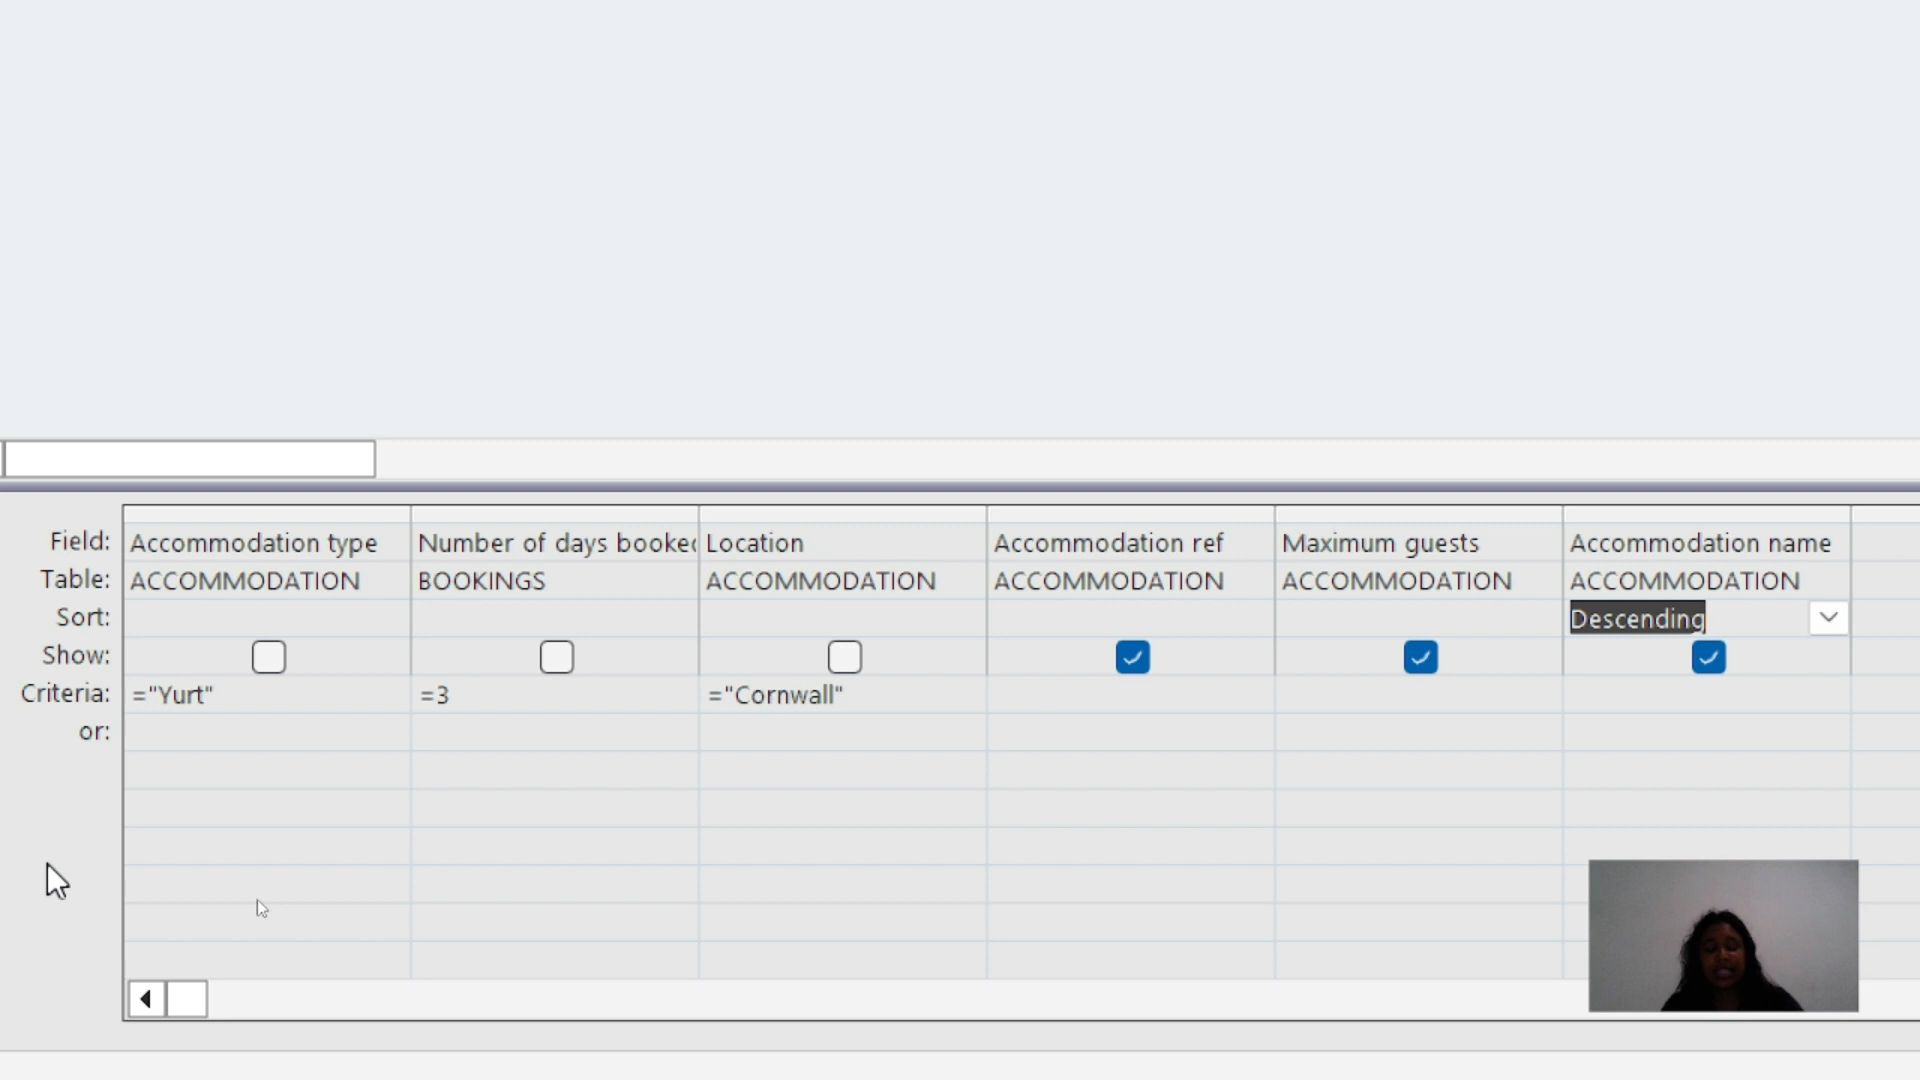 Field: Accommodation type Number of days booked Location Accommodation ref Maximum guests Accommodation name
Table: ACCOMMODATION BOOKINGS ACCOMMODATION ACCOMMODATION ACCOMMODATION ACCOMMODATION
Sort: Descending
Show:
Criteria: ="Yurt" =3 ="Cornwall"
or: